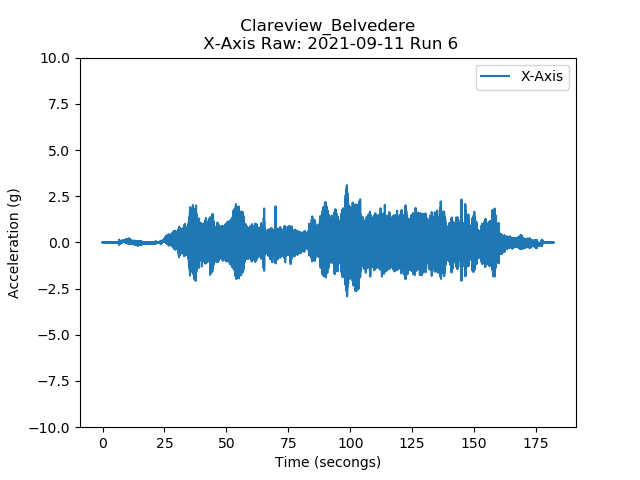 Clareview_Belvedere
X-Axis Raw: 2021-09-11 Run 6
X-Axis
10.0
7.5
5.0
2.5
0.0
−2.5
−5.0
−7.5
−10.0
Acceleration (g)
0 25 50 75 100 125 150 175
Time (seconds)